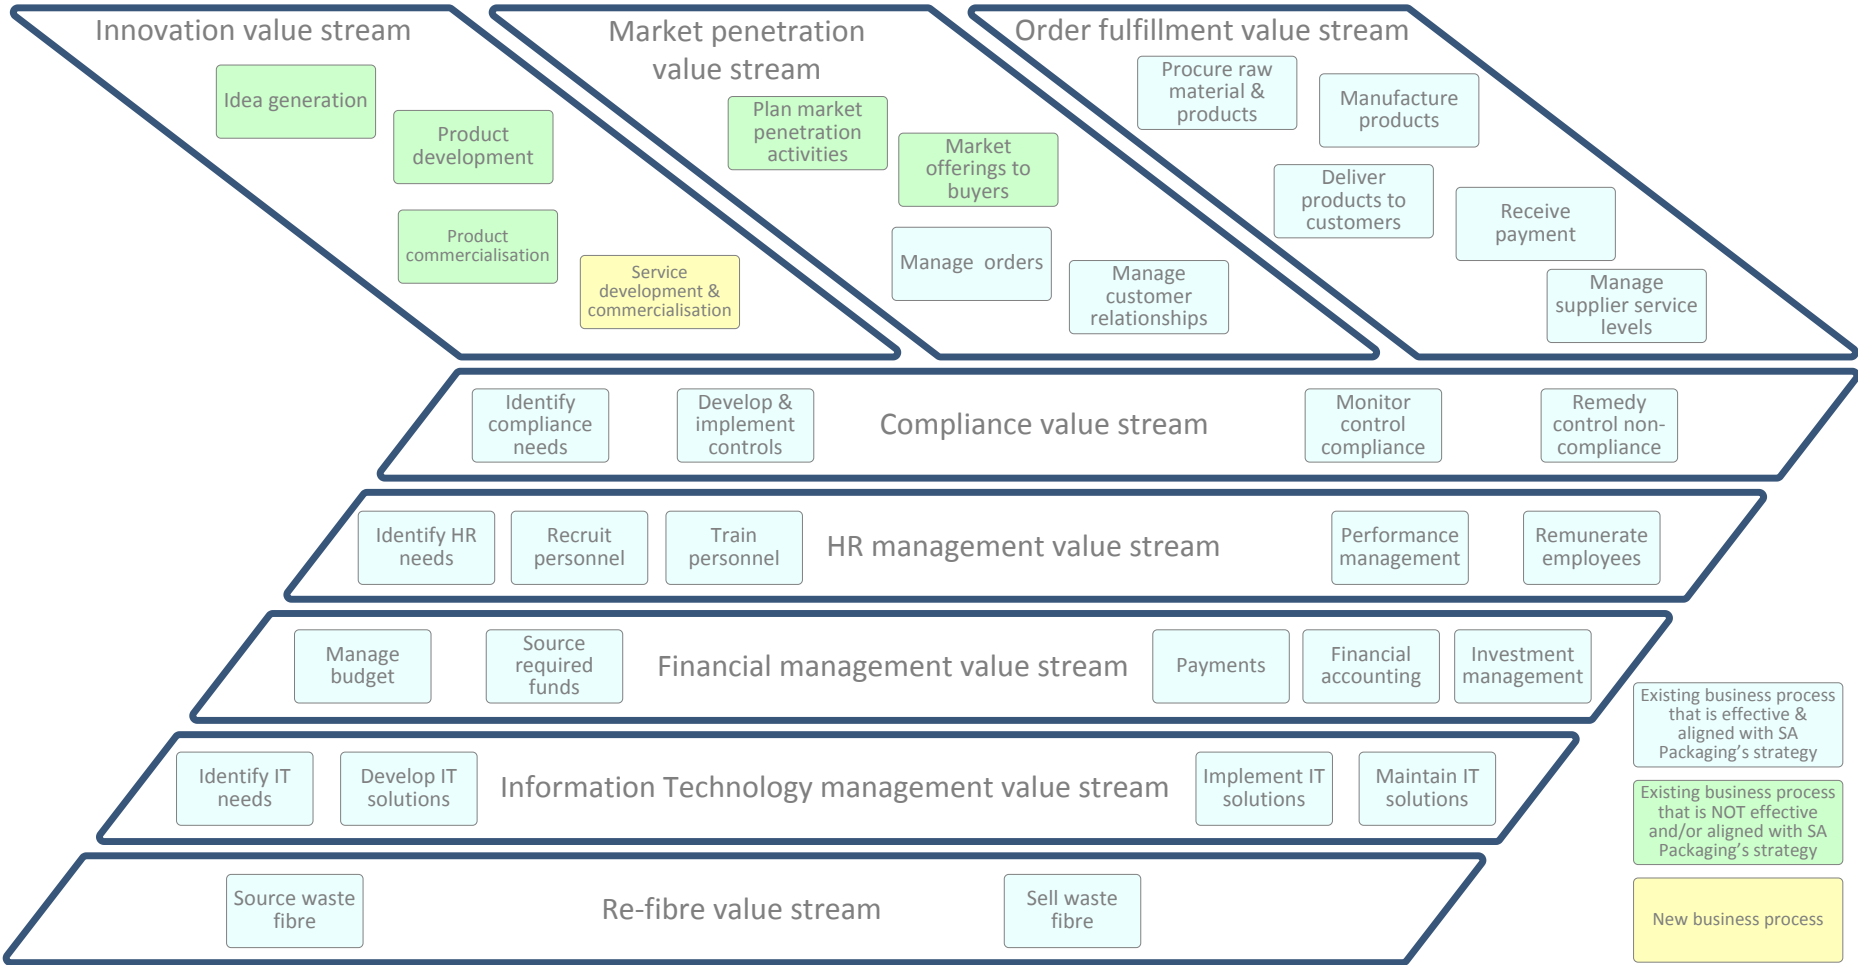 Innovation value stream
Idea generation
Product
development
Product
commercialisation
Service
development &
commercialisation
Market penetration
value stream
Plan market
penetration
activities
Market
offerings to
buyers
Manage orders
Manage
customer
relationships
Order fulfillment value stream
Procure raw
material &
products
Manufacture
products
Deliver
products to
customers
Receive
payment
Manage
supplier service
levels
Identify
compliance
needs
Develop &
implement
controls
Compliance value stream
Monitor
control
compliance
Remedy
control non-
compliance
Identify HR
needs
Recruit
personnel
Train
personnel
HR management value stream
Performance
management
Remunerate
employees
Manage
budget
Source
required
funds
Financial management value stream
Payments
Financial
accounting
Investment
management
Identify IT
needs
Develop IT
solutions
Information Technology management value stream
Implement IT
solutions
Maintain IT
solutions
Source waste
fibre
Re-fibre value stream
Sell waste
fibre
Existing business process
that is effective &
aligned with SA
Packaging's strategy
Existing business process
that is NOT effective
and/or aligned with SA
Packaging's strategy
New business process